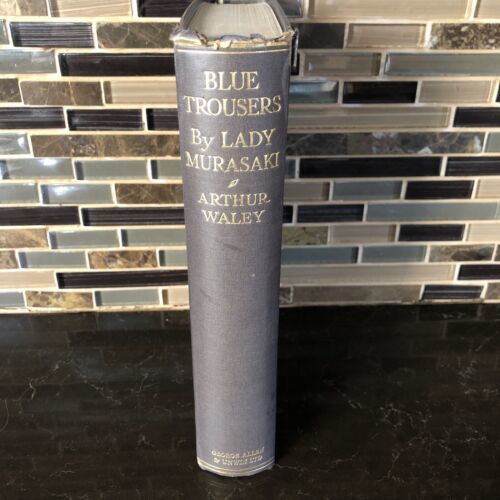 BLUE
TROUSERS
By LADY
MURASAKI
ARTHUR
WALEY
GEORGE ALLEN
& UNWIN LTD